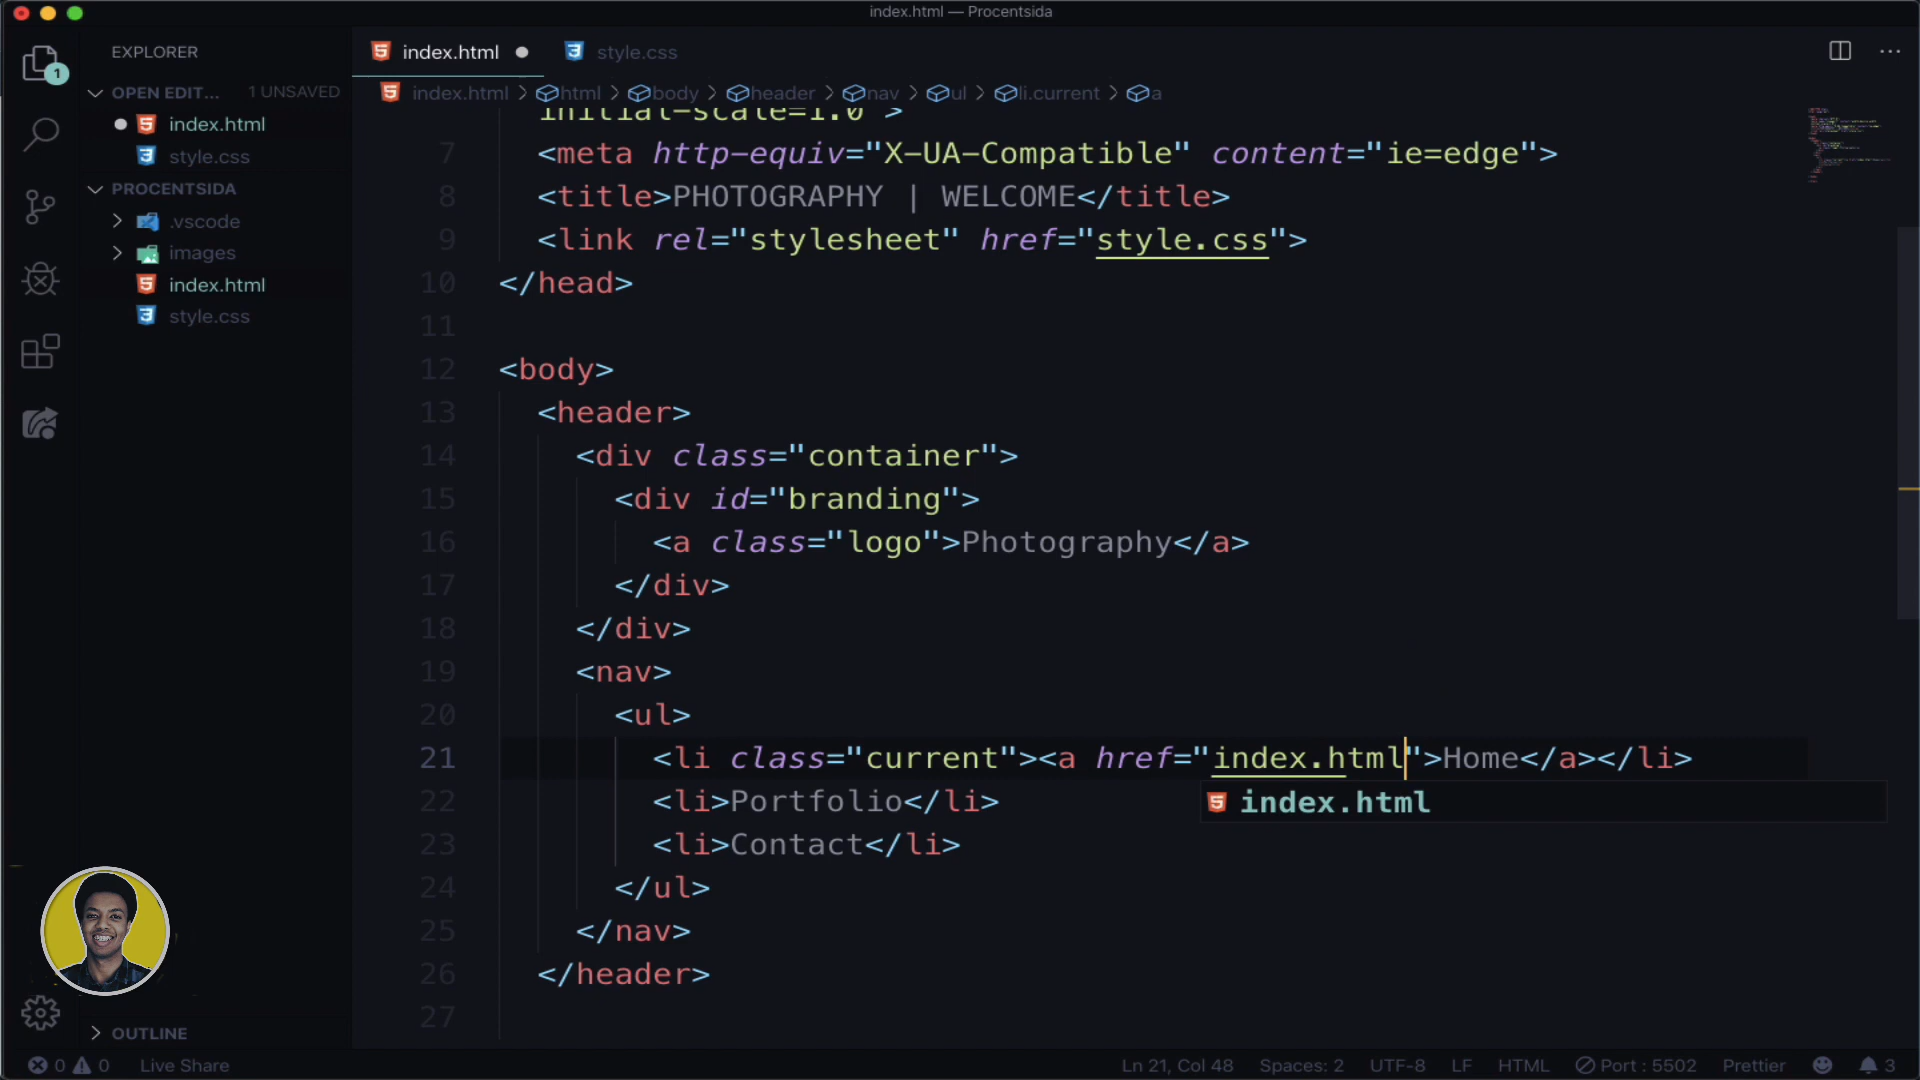 index.html — Procentsida
EXPLORER
index.html
style.css
OPEN EDIT... 1 UNSAVED
index.html > html > body > header > nav > ul > li.current > a
1
index.html
style.css
PROCENTSIDA
.vscode
images
index.html
style.css
initial-scale=1.0">
7 <meta http-equiv="X-UA-Compatible" content="ie=edge">
8 <title>PHOTOGRAPHY | WELCOME</title>
9 <link rel="stylesheet" href="style.css">
10 </head>
11
12 <body>
13 <header>
14 <div class="container">
15 <div id="branding">
16 <a class="logo">Photography</a>
17 </div>
18 </div>
19 <nav>
20 <ul>
21 <li class="current"><a href="index.html">Home</a></li>
22 <li>Portfolio</li>
index.html
23 <li>Contact</li>
24 </ul>
25 </nav>
26 </header>
27
OUTLINE
0 0 Live Share Ln 21, Col 48 Spaces: 2 UTF-8 LF HTML Port : 5502 Prettier 3